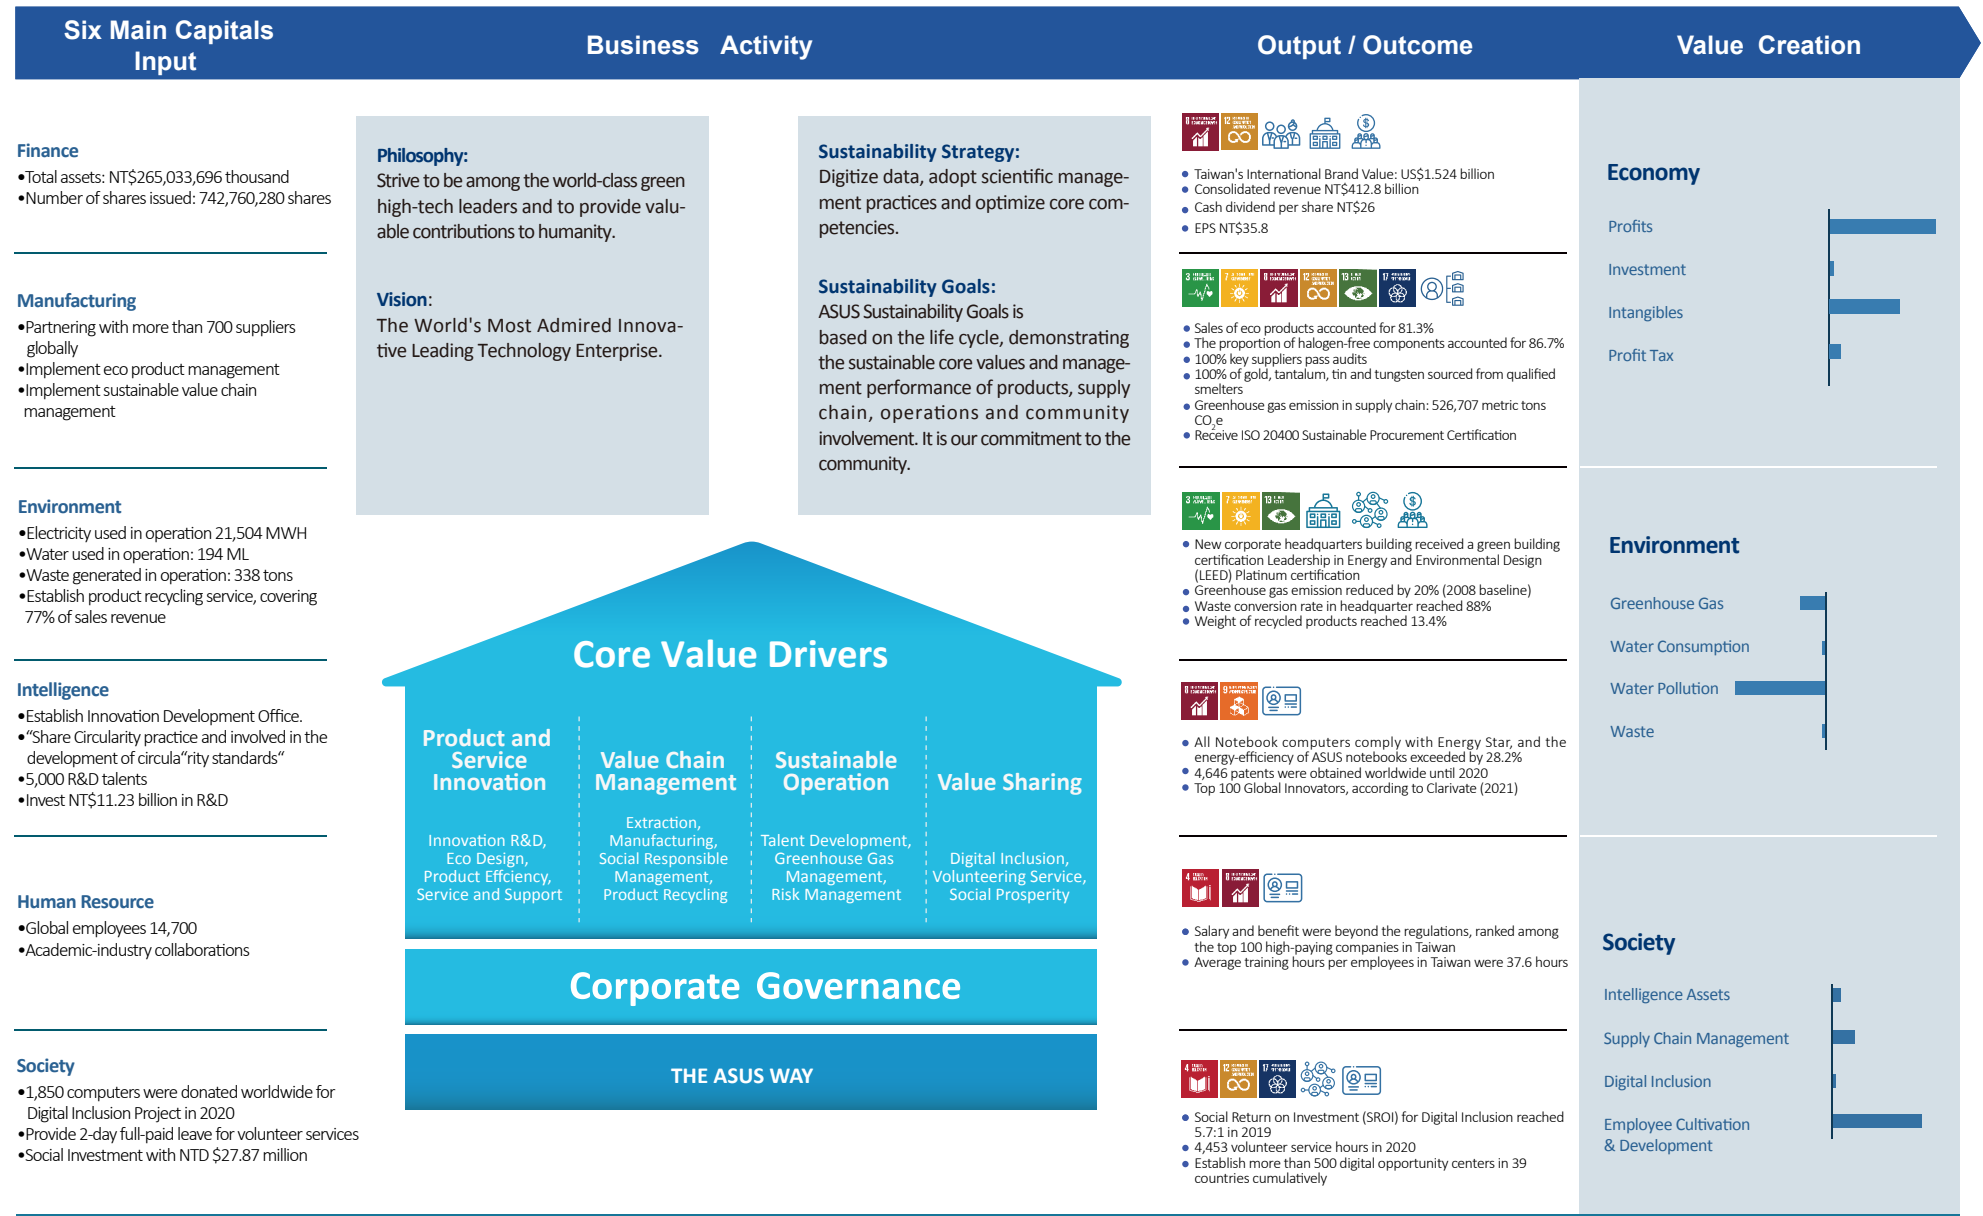 Six Main Capitals
Input
Business Activity
Output / Outcome
Value Creation
Finance
•Total assets: NT$265,033,696 thousand
•Number of shares issued: 742,760,280 shares
Manufacturing
•Partnering with more than 700 suppliers
globally
•Implement eco product management
•Implement sustainable value chain
management
Environment
•Electricity used in operation 21,504 MWH
•Water used in operation: 194 ML
•Waste generated in operation: 338 tons
•Establish product recycling service, covering
77% of sales revenue
Intelligence
•Establish Innovation Development Office.
•“Share Circularity practice and involved in the
development of circula“rity standards“
•5,000 R&D talents
•Invest NT$11.23 billion in R&D
Human Resource
•Global employees 14,700
•Academic-industry collaborations
Society
•1,850 computers were donated worldwide for
Digital Inclusion Project in 2020
•Provide 2-day full-paid leave for volunteer services
•Social Investment with NTD $27.87 million
Philosophy:
Strive to be among the world-class green
high-tech leaders and to provide valu-
able contributions to humanity.
Vision:
The World's Most Admired Innova-
tive Leading Technology Enterprise.
Sustainability Strategy:
Digitize data, adopt scientific manage-
ment practices and optimize core com-
petencies.
Sustainability Goals:
ASUS Sustainability Goals is
based on the life cycle, demonstrating
the sustainable core values and manage-
ment performance of products, supply
chain, operations and community
involvement. It is our commitment to the
community.
Core Value Drivers
Product and
Service
Innovation
Innovation R&D,
Eco Design,
Product Effciency,
Service and Support
Value Chain
Management
Extraction,
Manufacturing,
Social Responsible
Management,
Product Recycling
Sustainable
Operation
Talent Development,
Greenhouse Gas
Management,
Risk Management
Value Sharing
Digital Inclusion,
Volunteering Service,
Social Prosperity
Corporate Governance
THE ASUS WAY
8
12
• Taiwan's International Brand Value: US$1.524 billion
• Consolidated revenue NT$412.8 billion
• Cash dividend per share NT$26
• EPS NT$35.8
3
7
8
12
13
17
• Sales of eco products accounted for 81.3%
• The proportion of halogen-free components accounted for 86.7%
• 100% key suppliers pass audits
• 100% of gold, tantalum, tin and tungsten sourced from qualified
smelters
• Greenhouse gas emission in supply chain: 526,707 metric tons
CO2e
• Receive ISO 20400 Sustainable Procurement Certification
3
7
13
• New corporate headquarters building received a green building
certification Leadership in Energy and Environmental Design
(LEED) Platinum certification
• Greenhouse gas emission reduced by 20% (2008 baseline)
• Waste conversion rate in headquarter reached 88%
• Weight of recycled products reached 13.4%
8
9
• All Notebook computers comply with Energy Star, and the
energy-efficiency of ASUS notebooks exceeded by 28.2%
• 4,646 patents were obtained worldwide until 2020
• Top 100 Global Innovators, according to Clarivate (2021)
4
8
• Salary and benefit were beyond the regulations, ranked among
the top 100 high-paying companies in Taiwan
• Average training hours per employees in Taiwan were 37.6 hours
4
12
17
• Social Return on Investment (SROI) for Digital Inclusion reached
5.7:1 in 2019
• 4,453 volunteer service hours in 2020
• Establish more than 500 digital opportunity centers in 39
countries cumulatively
Economy
Profits
Investment
Intangibles
Profit Tax
Environment
Greenhouse Gas
Water Consumption
Water Pollution
Waste
Society
Intelligence Assets
Supply Chain Management
Digital Inclusion
Employee Cultivation
& Development